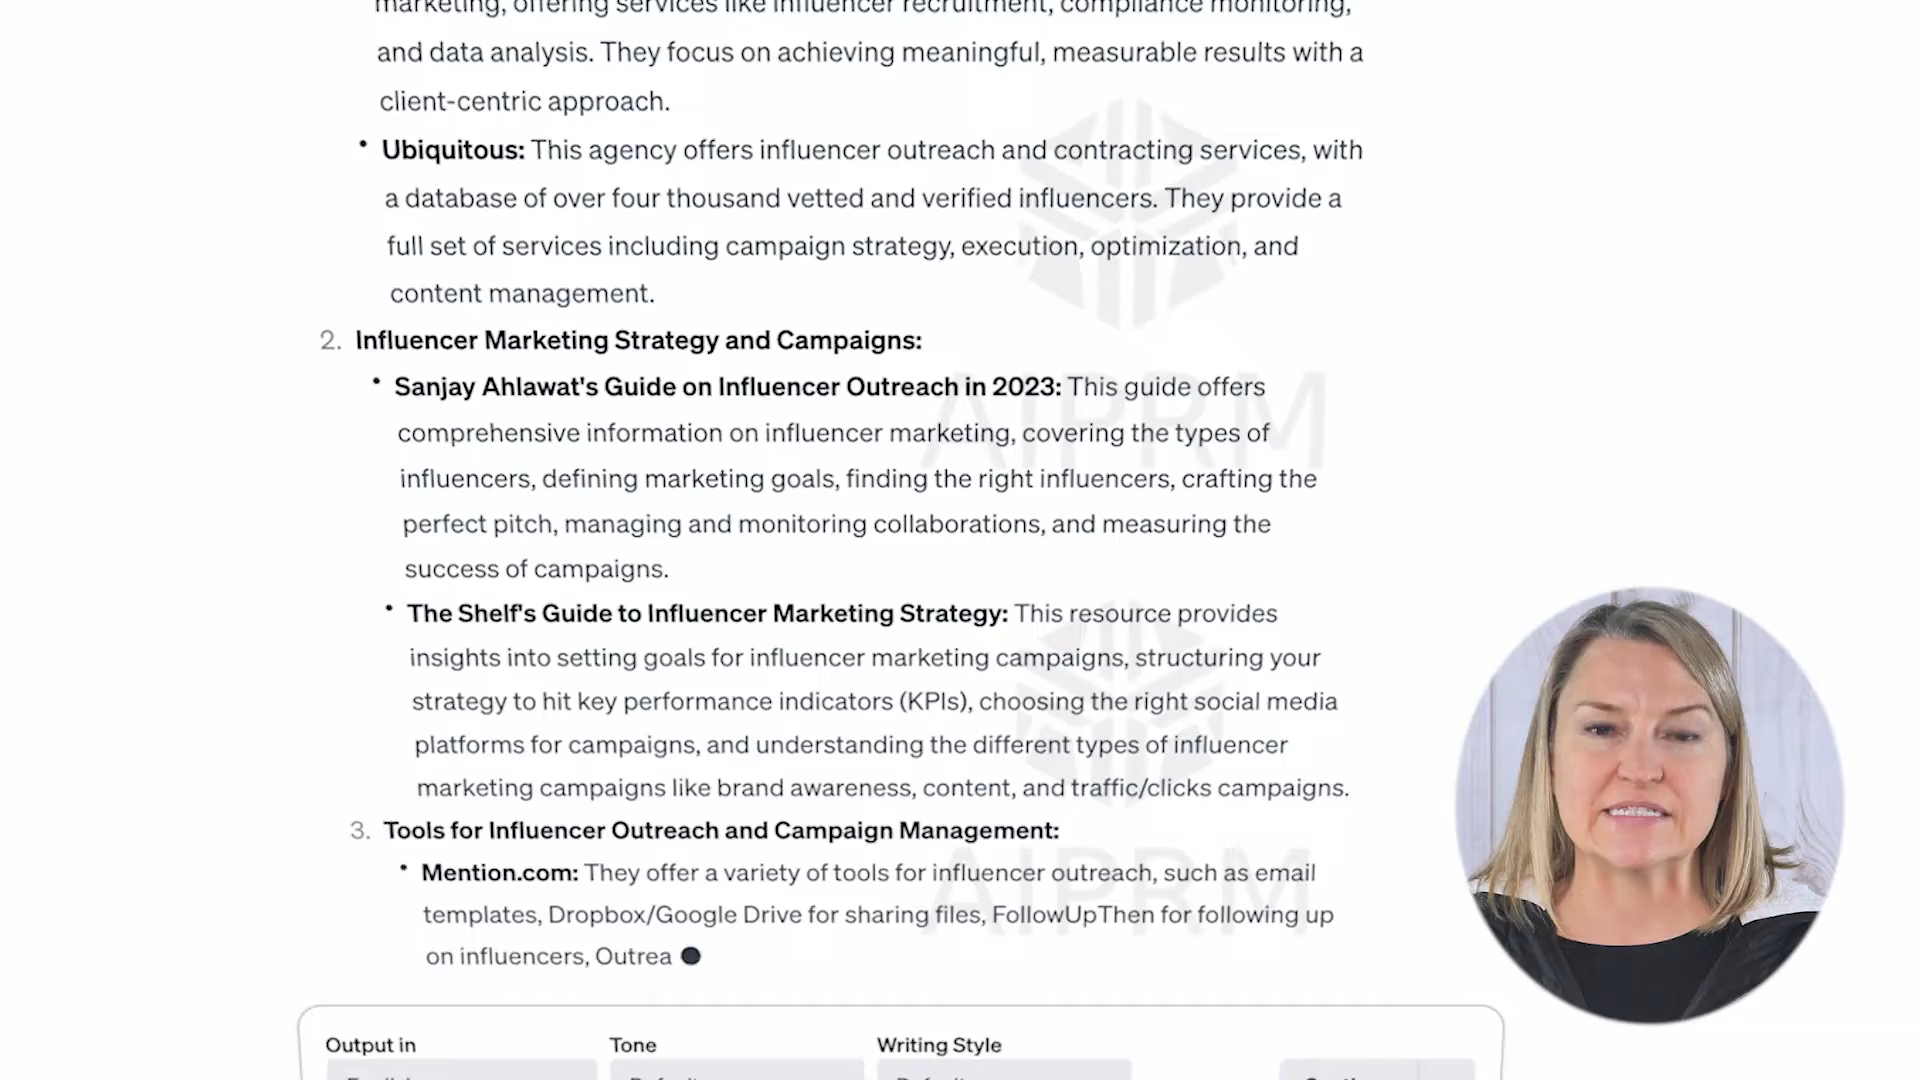 marketing, offering services like influencer recruitment, compliance monitoring,
and data analysis. They focus on achieving meaningful, measurable results with a
client-centric approach.
• Ubiquitous: This agency offers influencer outreach and contracting services, with
a database of over four thousand vetted and verified influencers. They provide a
full set of services including campaign strategy, execution, optimization, and
content management.
2. Influencer Marketing Strategy and Campaigns:
• Sanjay Ahlawat's Guide on Influencer Outreach in 2023: This guide offers
comprehensive information on influencer marketing, covering the types of
influencers, defining marketing goals, finding the right influencers, crafting the
perfect pitch, managing and monitoring collaborations, and measuring the
success of campaigns.
AIPRM
• The Shelf's Guide to Influencer Marketing Strategy: This resource provides
insights into setting goals for influencer marketing campaigns, structuring your
strategy to hit key performance indicators (KPIs), choosing the right social media
platforms for campaigns, and understanding the different types of influencer
marketing campaigns like brand awareness, content, and traffic/clicks campaigns.
3. Tools for Influencer Outreach and Campaign Management:
• Mention.com: They offer a variety of tools for influencer outreach, such as email
templates, Dropbox/Google Drive for sharing files, FollowUpThen for following up
on influencers, Outrea
AIPRM
Output in
Tone
Writing Style